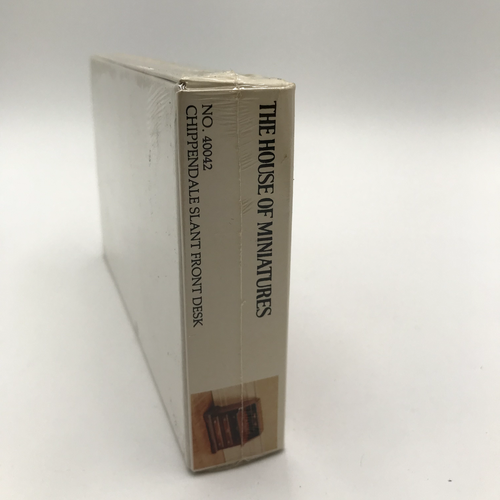 THE HOUSE OF MINIATURES
NO. 40042
CHIPPENDALE SLANT FRONT DESK